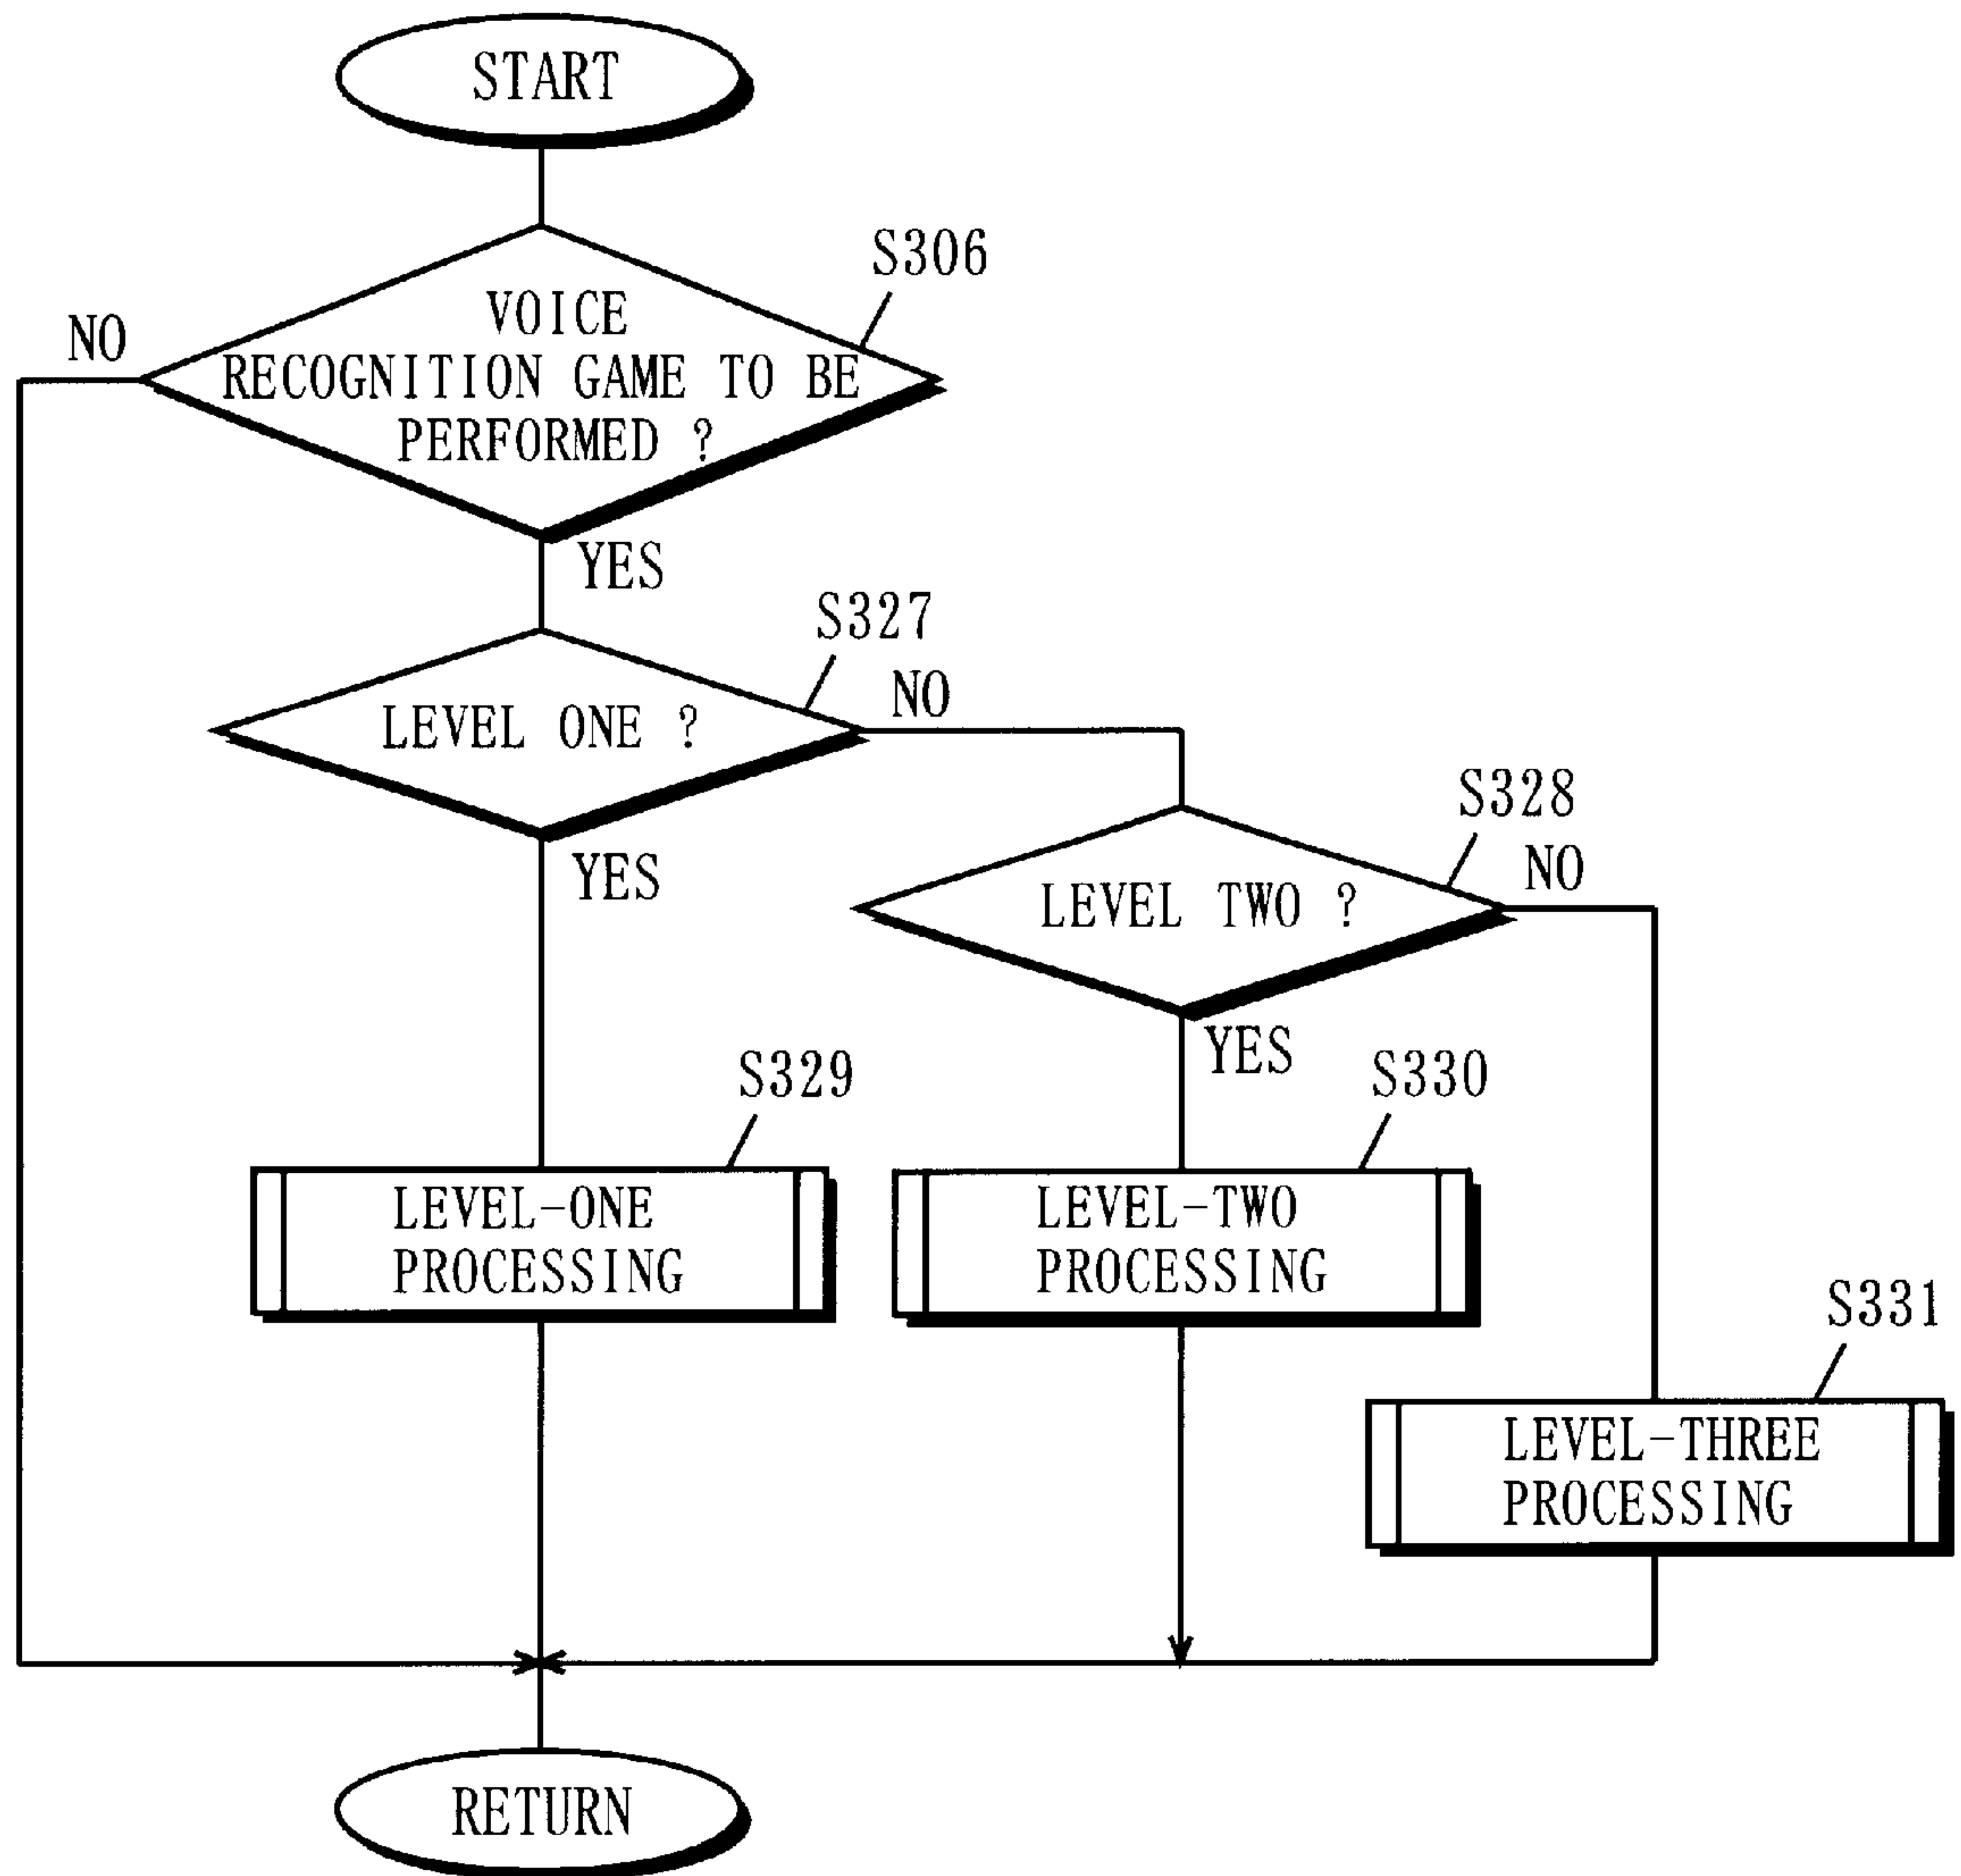 START
S306
VOICE
RECOGNITION GAME TO BE
PERFORMED ?
NO
YES
S327
LEVEL ONE ?
NO
YES
S328
LEVEL TWO ?
NO
YES
S329
LEVEL-ONE
PROCESSING
S330
LEVEL-TWO
PROCESSING
S331
LEVEL-THREE
PROCESSING
RETURN